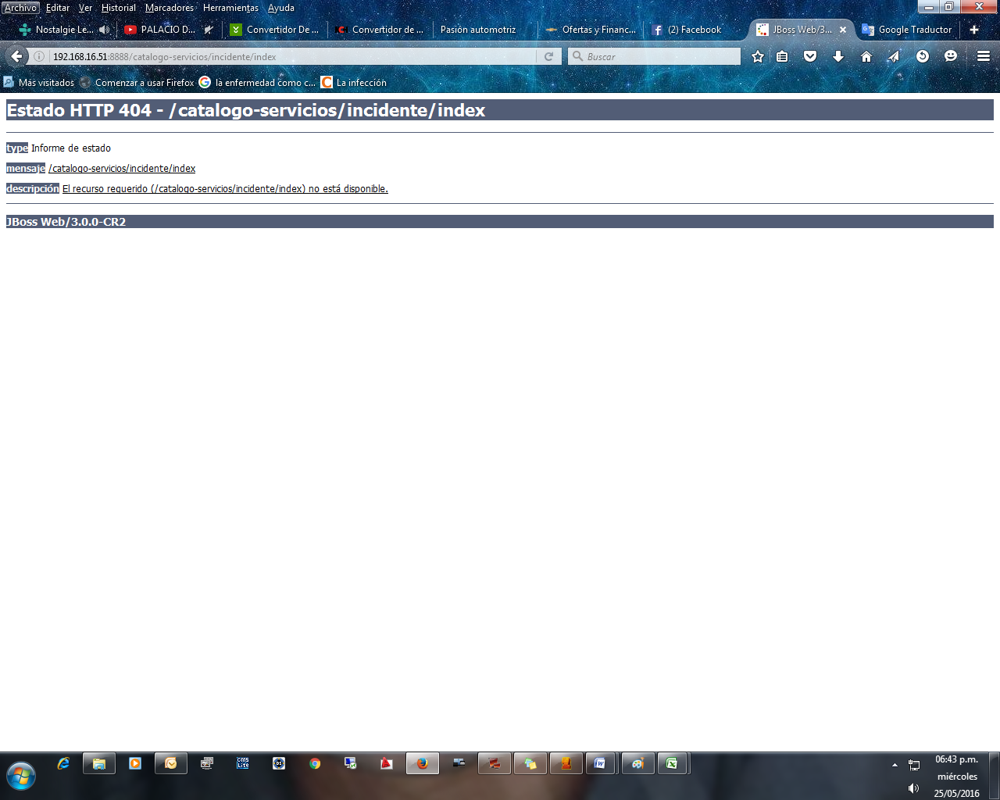 Archivo Editar Ver Historial Marcadores Herramientas Ayuda
Nostalgie Le... PALACIO D... Convertidor De ... Convertidor de ... Pasión automotriz Ofertas y Financ... (2) Facebook JBoss Web/3... Google Traductor
192.168.16.51:8888/catalogo-servicios/incidente/index Buscar
Más visitados Comenzar a usar Firefox la enfermedad como c... La infección
Estado HTTP 404 - /catalogo-servicios/incidente/index
type Informe de estado
mensaje /catalogo-servicios/incidente/index
descripción El recurso requerido (/catalogo-servicios/incidente/index) no está disponible.
JBoss Web/3.0.0-CR2
CMS Lite DS
06:43 p.m.
miércoles
25/05/2016